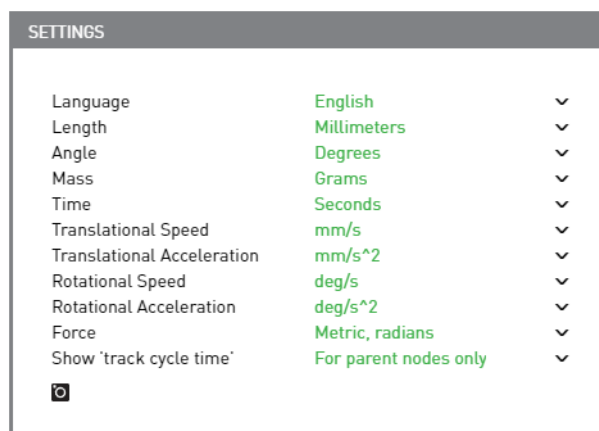 SETTINGS
Language English
Length Millimeters
Angle Degrees
Mass Grams
Time Seconds
Translational Speed mm/s
Translational Acceleration mm/s^2
Rotational Speed deg/s
Rotational Acceleration deg/s^2
Force Metric, radians
Show 'track cycle time' For parent nodes only